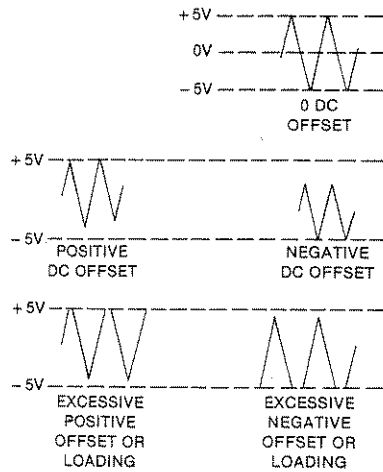 +5V
0V
-5V
0 DC
OFFSET
+5V
-5V
POSITIVE
DC OFFSET
NEGATIVE
DC OFFSET
+5V
-5V
EXCESSIVE
POSITIVE
OFFSET OR
LOADING
EXCESSIVE
NEGATIVE
OFFSET OR
LOADING